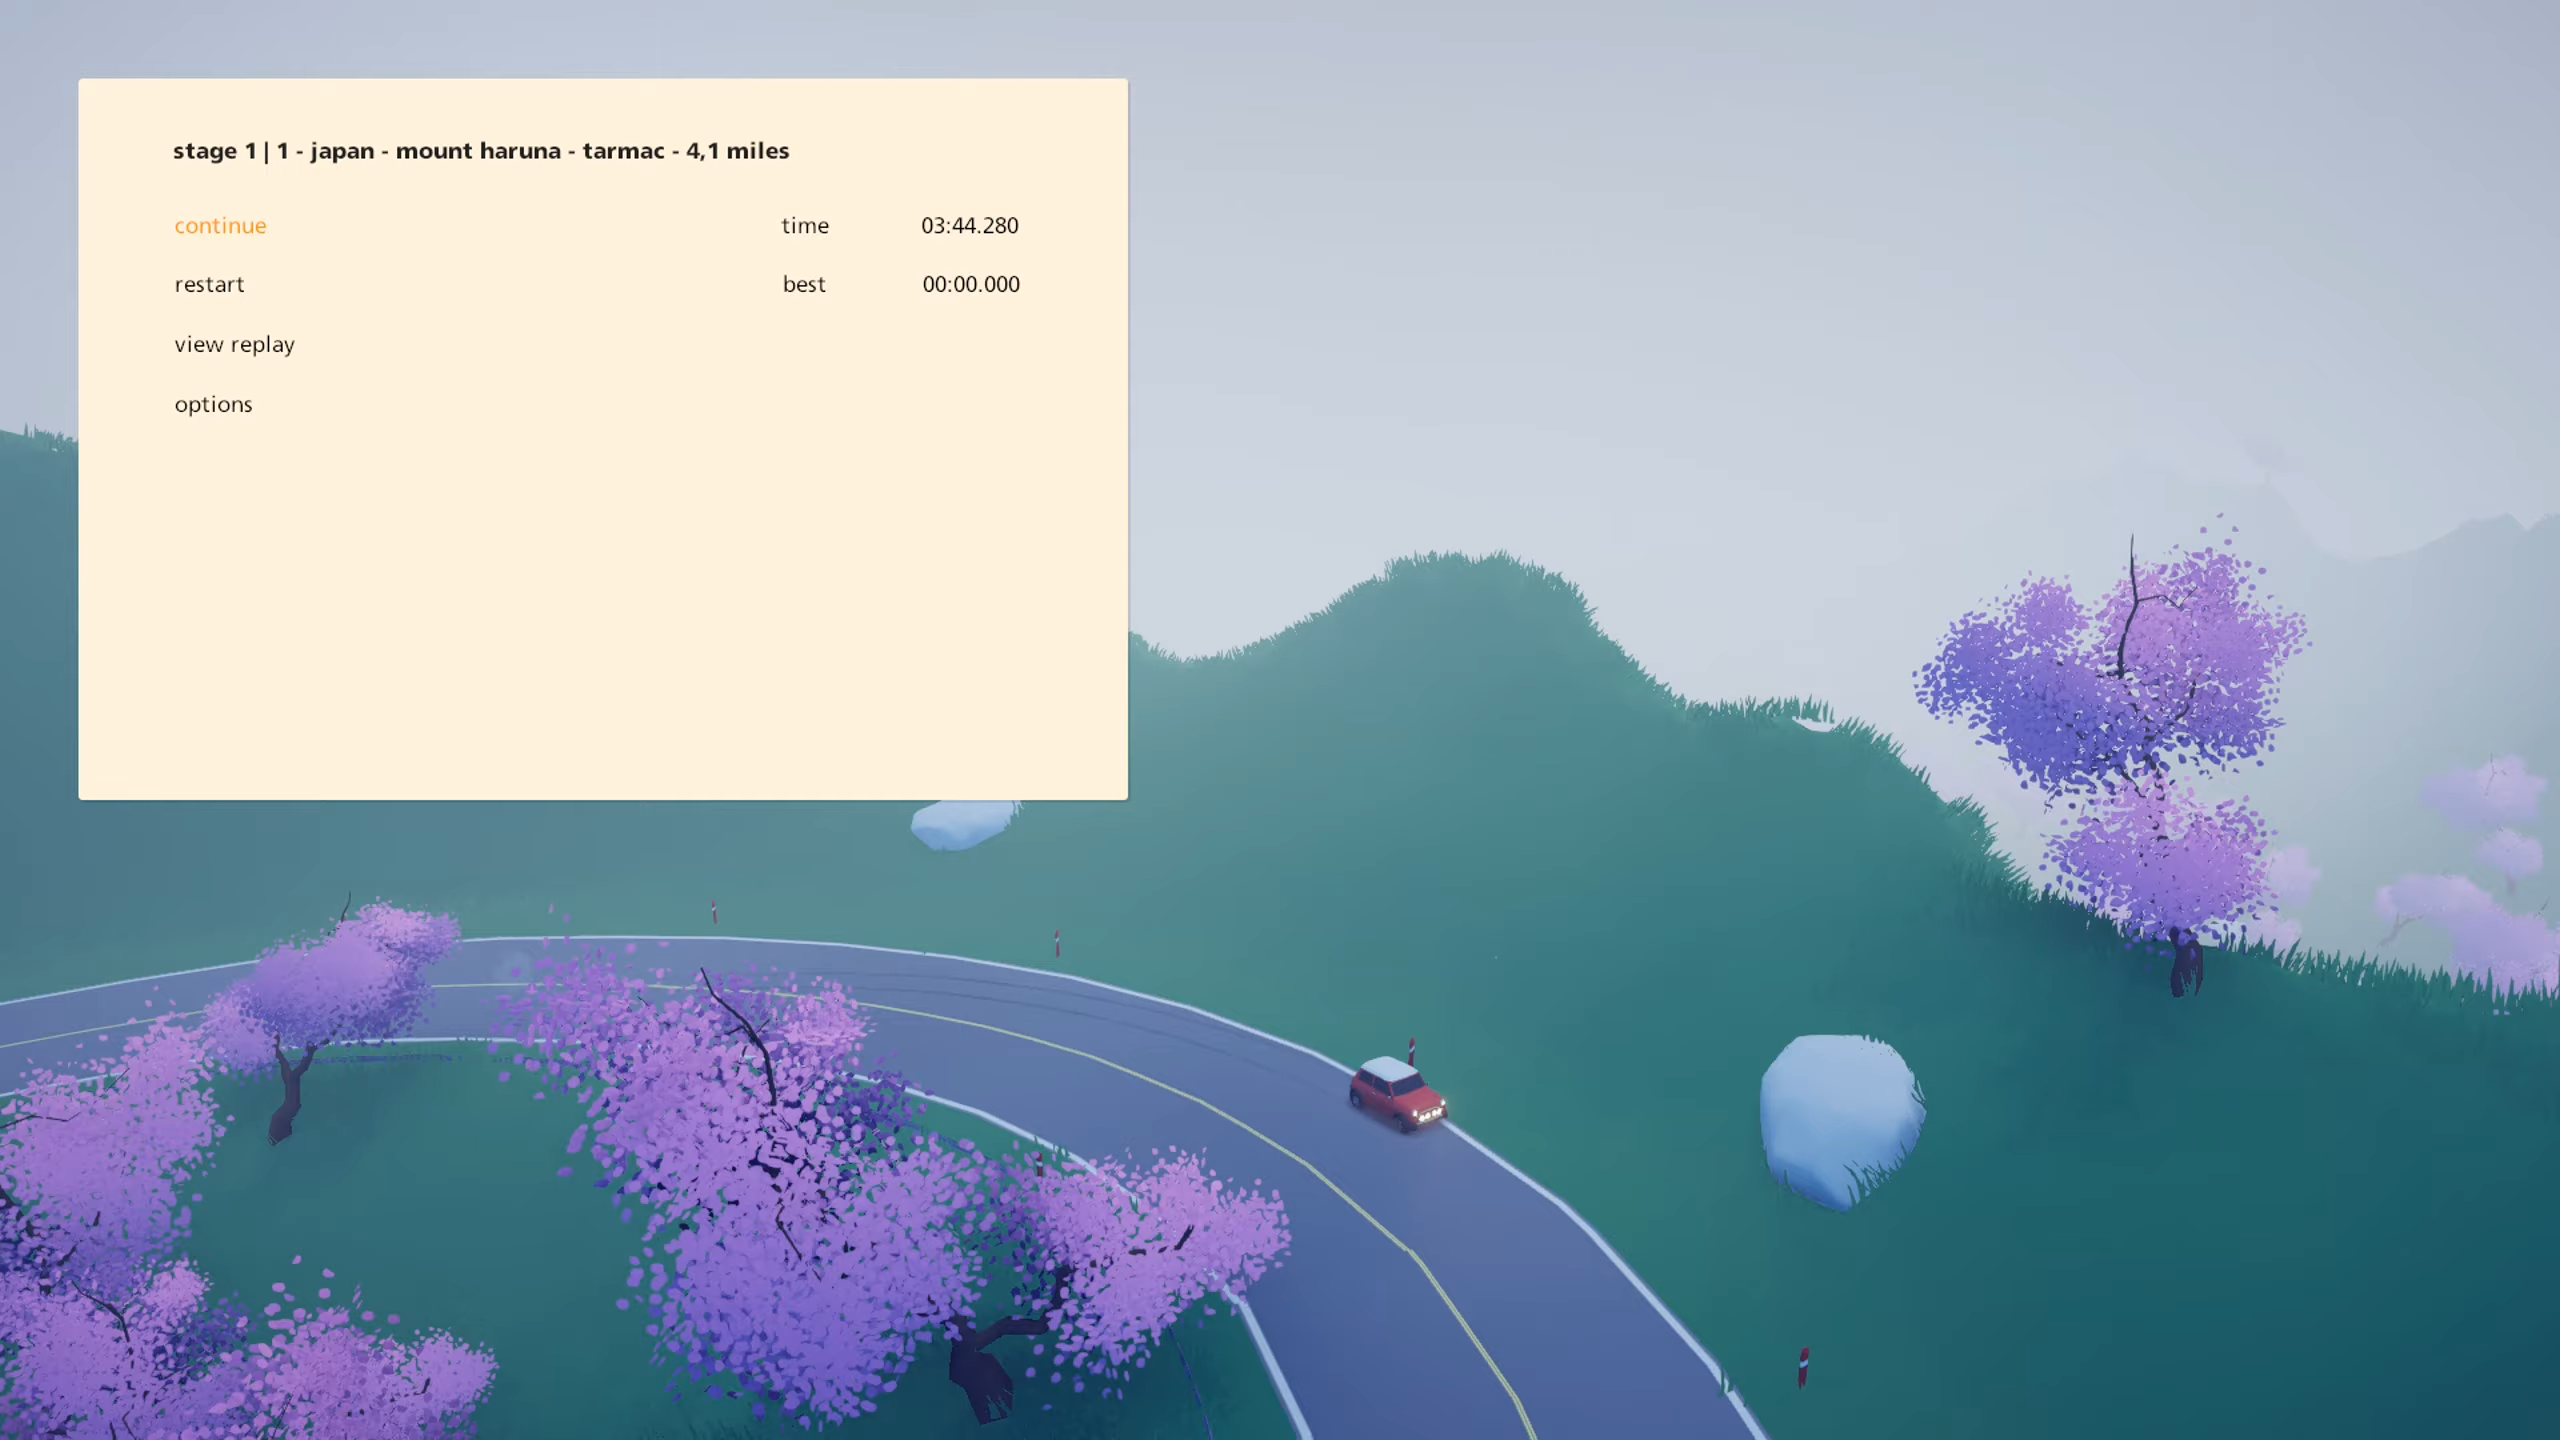 stage 1 | 1 - japan - mount haruna - tarmac - 4,1 miles
continue time 03:44.280
restart best 00:00.000
view replay
options